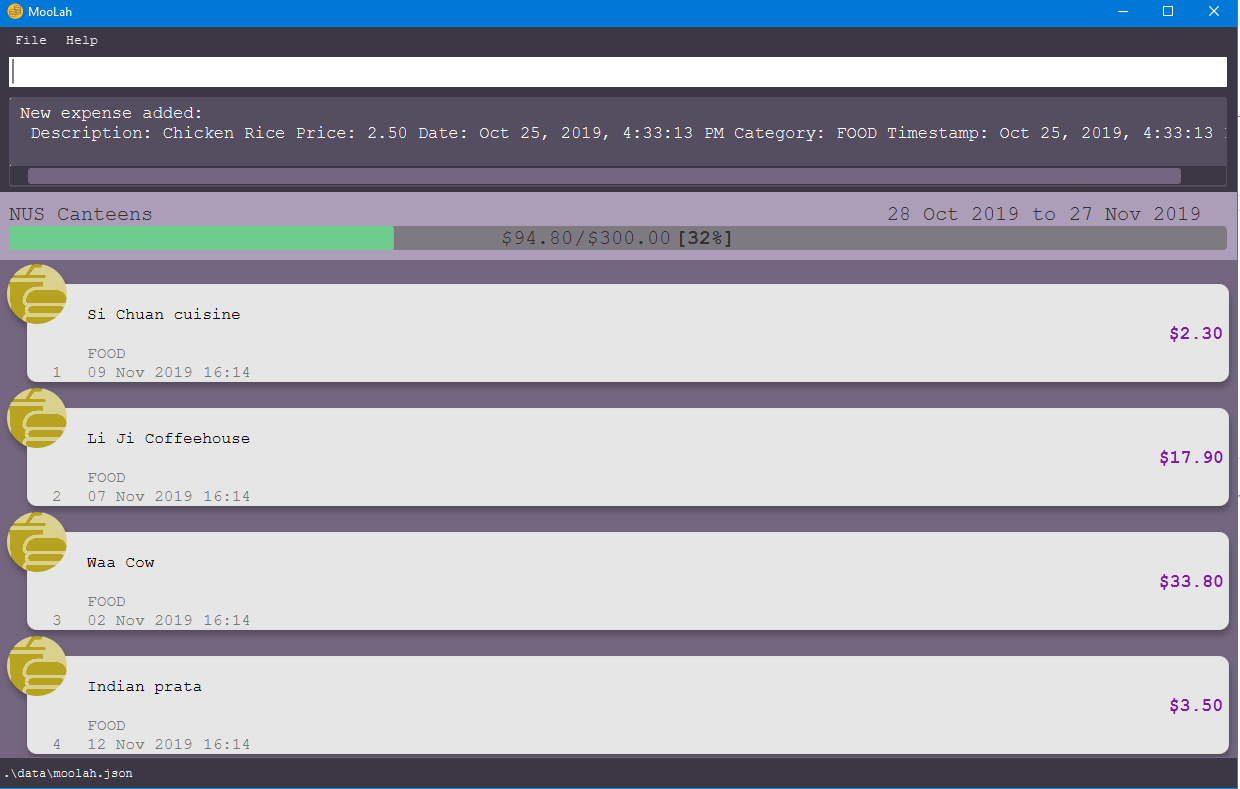 MooLah
File Help
New expense added:
Description: Chicken Rice Price: 2.50 Date: Oct 25, 2019, 4:33:13 PM Category: FOOD Timestamp: Oct 25, 2019, 4:33:13
NUS Canteens 28 Oct 2019 to 27 Nov 2019
$94.80/$300.00 [32%]
Si Chuan cuisine
$2.30
FOOD
1 09 Nov 2019 16:14
Li Ji Coffeehouse
$17.90
FOOD
2 07 Nov 2019 16:14
Waa Cow
$33.80
FOOD
3 02 Nov 2019 16:14
Indian prata
$3.50
FOOD
4 12 Nov 2019 16:14
.\data\moolah.json